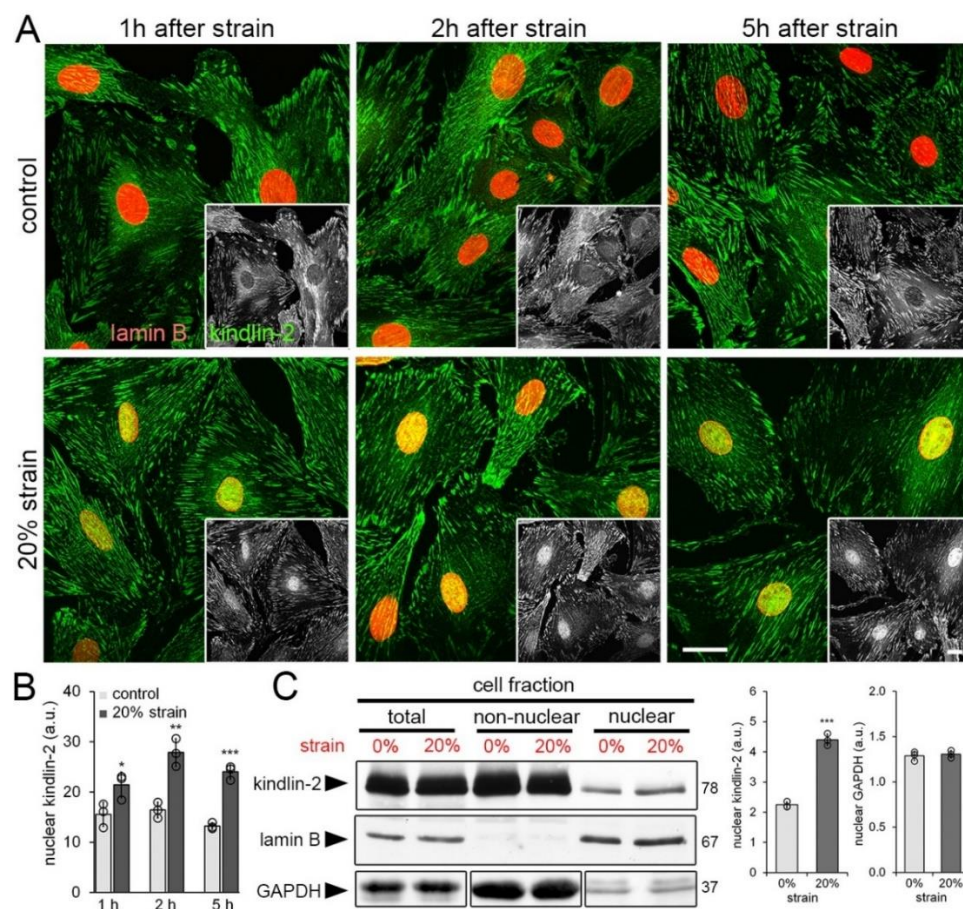 A
1h after strain
2h after strain
5h after strain
control
lamin B
kindlin-2
20% strain
B
nuclear kindlin-2 (a.u.)
40
30
20
10
0
control
20% strain
*
**
***
1 h
2 h
5 h
C
cell fraction
total
non-nuclear
nuclear
strain
0%
20%
0%
20%
0%
20%
kindlin-2
78
lamin B
67
GAPDH
37
nuclear kindlin-2 (a.u.)
6
5
4
3
2
1
0
***
0%
20%
strain
nuclear GAPDH (a.u.)
2.0
1.5
1.0
0.5
0.0
0%
20%
strain